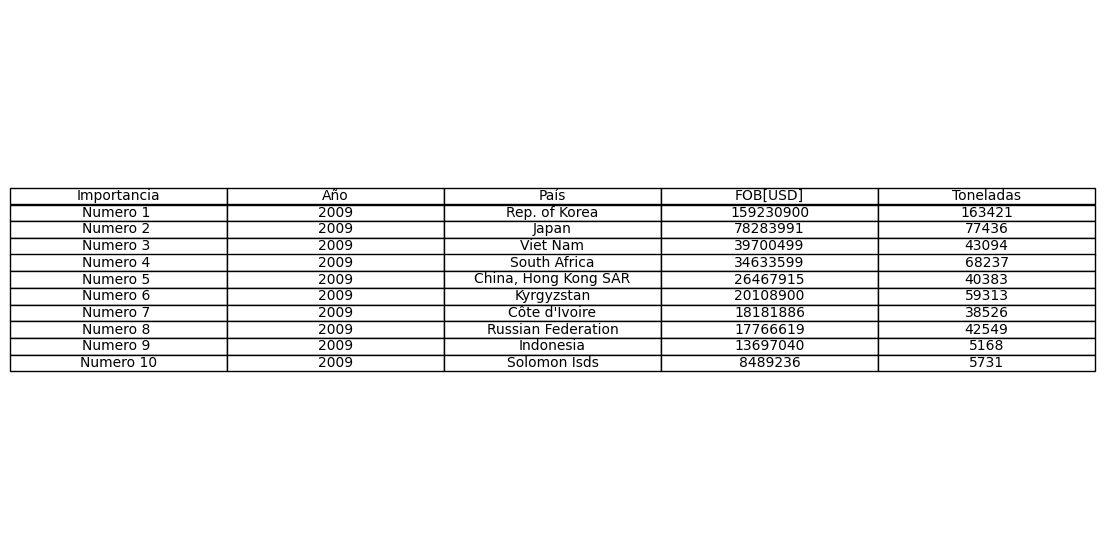 Importancia Año País FOB[USD] Toneladas
Numero 1 2009 Rep. of Korea 159230900 163421
Numero 2 2009 Japan 78283991 77436
Numero 3 2009 Viet Nam 39700499 43094
Numero 4 2009 South Africa 34633599 68237
Numero 5 2009 China, Hong Kong SAR 26467915 40383
Numero 6 2009 Kyrgyzstan 20108900 59313
Numero 7 2009 Côte d'Ivoire 18181886 38526
Numero 8 2009 Russian Federation 17766619 42549
Numero 9 2009 Indonesia 13697040 5168
Numero 10 2009 Solomon Isds 8489236 5731